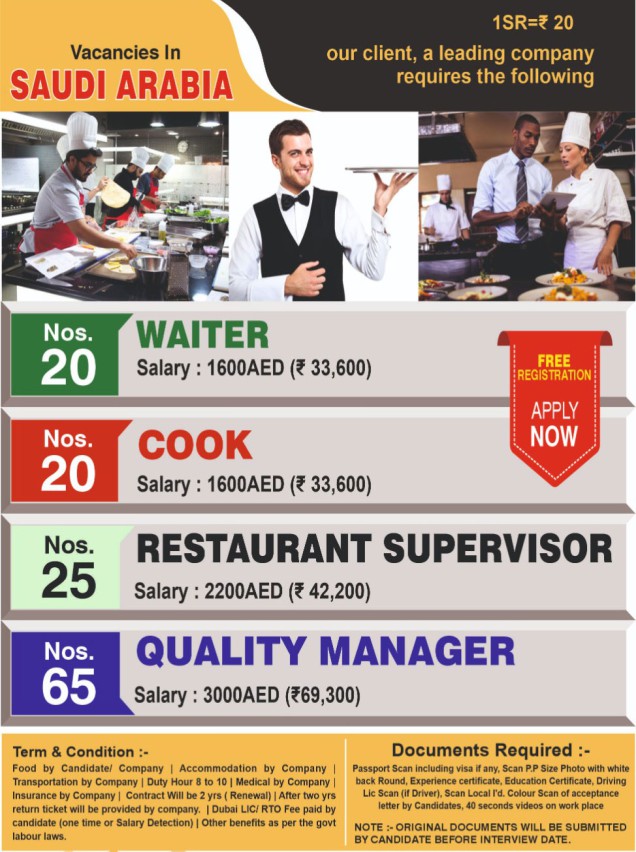 1SR=₹ 20
Vacancies In
SAUDI ARABIA
our client, a leading company
requires the following
Nos.
20
WAITER
Salary : 1600AED (₹ 33,600)
FREE
REGISTRATION
APPLY
NOW
Nos.
20
COOK
Salary : 1600AED (₹ 33,600)
Nos.
25
RESTAURANT SUPERVISOR
Salary : 2200AED (₹ 42,200)
Nos.
65
QUALITY MANAGER
Salary : 3000AED (₹69,300)
Term & Condition :-
Food by Candidate/ Company | Accommodation by Company |
Transportation by Company | Duty Hour 8 to 10 | Medical by Company |
Insurance by Company | Contract Will be 2 yrs ( Renewal) | After two yrs
return ticket will be provided by company. | Dubai LIC/ RTO Fee paid by
candidate (one time or Salary Detection) | Other benefits as per the govt
labour laws.
Documents Required :-
Passport Scan including visa if any, Scan P.P Size Photo with white
back Round, Experience certificate, Education Certificate, Driving
Lic Scan (if Driver), Scan Local I'd. Colour Scan of acceptance
letter by Candidates, 40 seconds videos on work place
NOTE :- ORIGINAL DOCUMENTS WILL BE SUBMITED
BY CANDIDATE BEFORE INTERVIEW DATE.